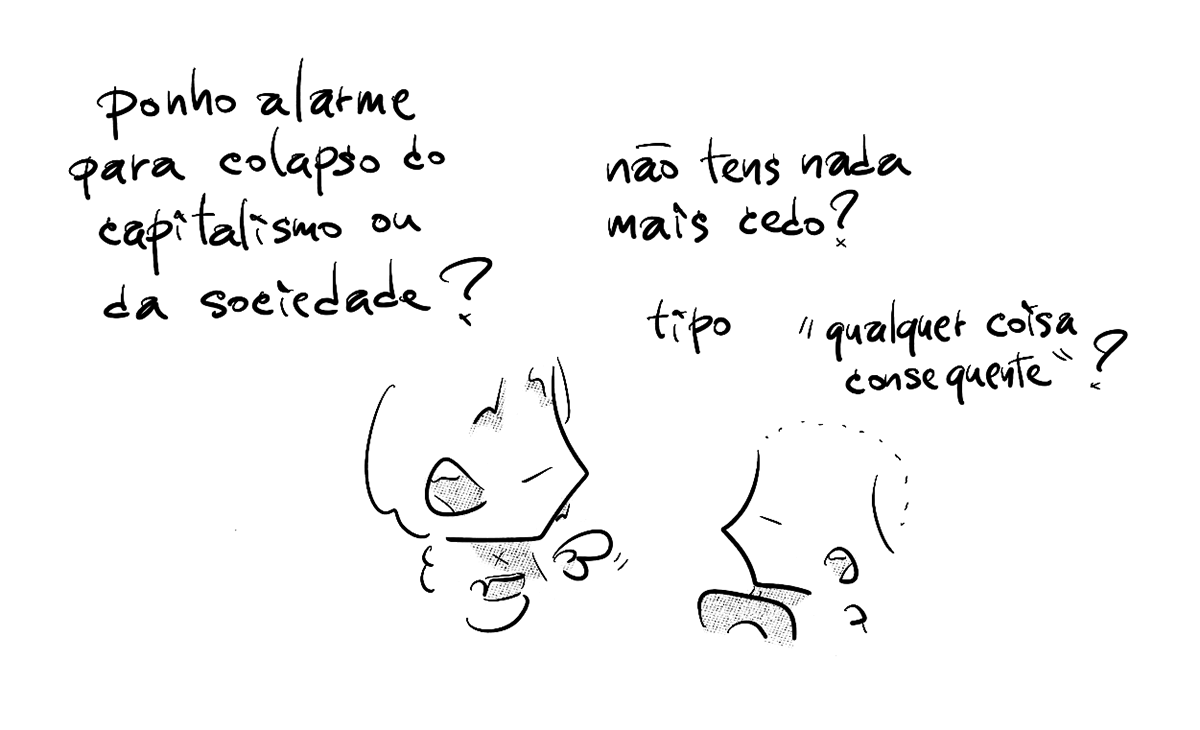 ponho alarme
para colapso do
capitalismo ou
da sociedade?
não tens nada
mais cedo?
tipo "qualquer coisa
consequente"?